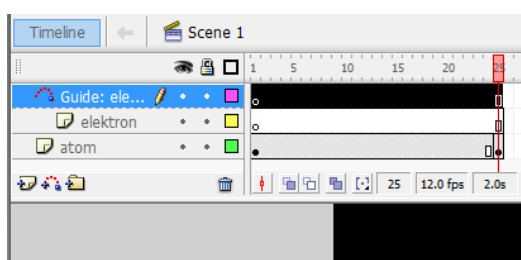 Timeline Scene 1
1 5 10 15 20 25
Guide: ele...
elektron
atom
25 12.0 fps 2.0s